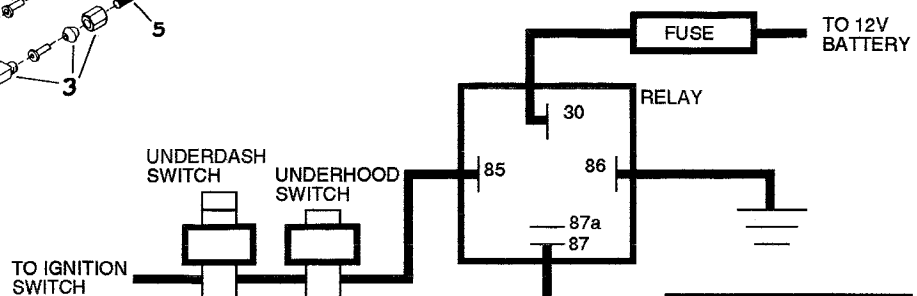 5
3
FUSE
TO 12V
BATTERY
RELAY
30
UNDERDASH
SWITCH
UNDERHOOD
SWITCH
85
86
87a
87
TO IGNITION
SWITCH